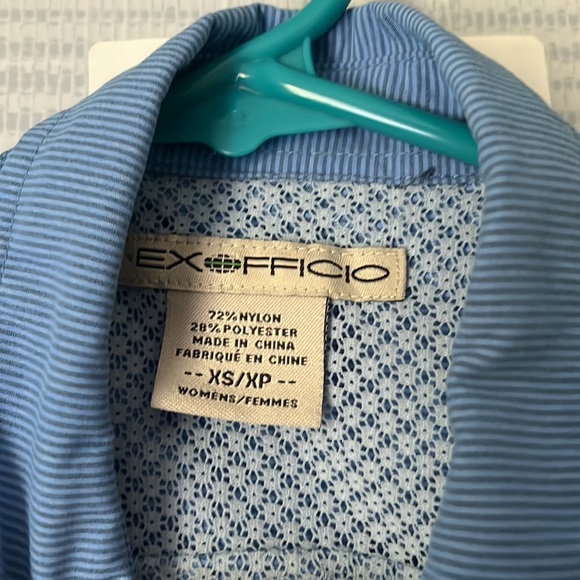 EXOFFICIO
72% NYLON
28% POLYESTER
MADE IN CHINA
FABRIQUÉ EN CHINE
-- XS/XP --
WOMENS/FEMMES